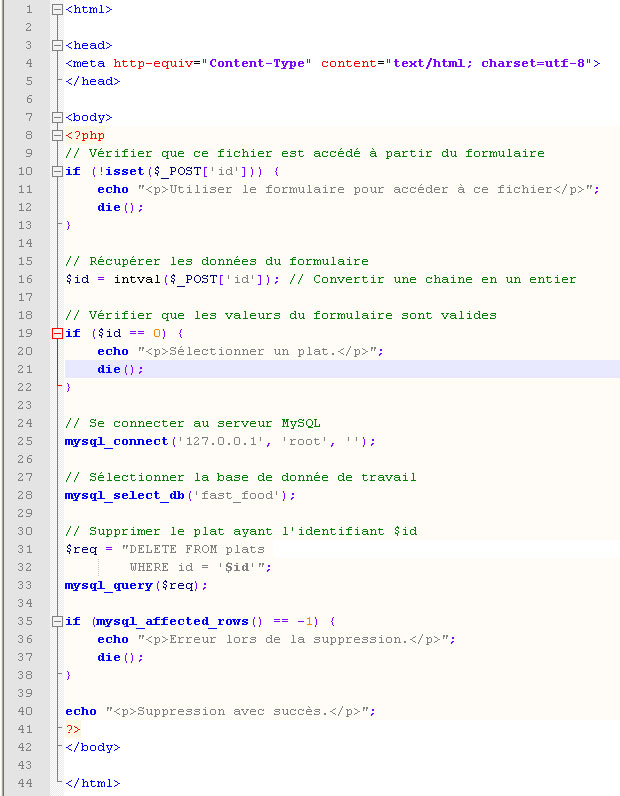 1 <html>
2
3 <head>
4 <meta http-equiv="Content-Type" content="text/html; charset=utf-8">
5 </head>
6
7 <body>
8 <?php
9 // Vérifier que ce fichier est accédé à partir du formulaire
10 if (!isset($_POST['id'])) {
11     echo "<p>Utiliser le formulaire pour accéder à ce fichier</p>";
12     die();
13 }
14
15 // Récupérer les données du formulaire
16 $id = intval($_POST['id']); // Convertir une chaine en un entier
17
18 // Vérifier que les valeurs du formulaire sont valides
19 if ($id == 0) {
20     echo "<p>Sélectionner un plat.</p>";
21     die();
22 }
23
24 // Se connecter au serveur MySQL
25 mysql_connect('127.0.0.1', 'root', '');
26
27 // Sélectionner la base de donnée de travail
28 mysql_select_db('fast_food');
29
30 // Supprimer le plat ayant l'identifiant $id
31 $req = "DELETE FROM plats
32         WHERE id = '$id'";
33 mysql_query($req);
34
35 if (mysql_affected_rows() == -1) {
36     echo "<p>Erreur lors de la suppression.</p>";
37     die();
38 }
39
40 echo "<p>Suppression avec succès.</p>";
41 ?>
42 </body>
43
44 </html>